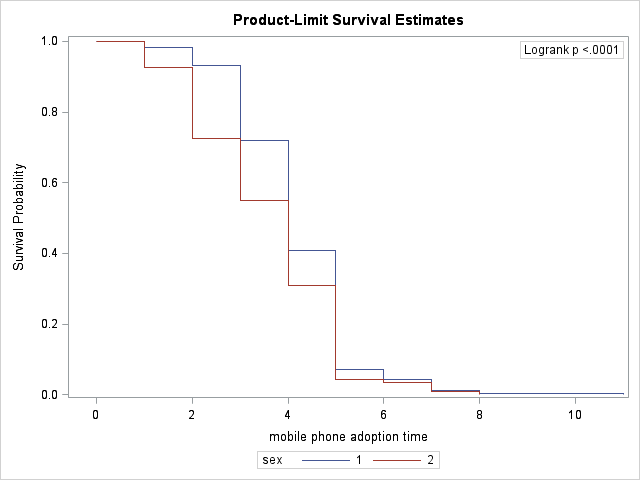 Product-Limit Survival Estimates
Logrank p <.0001
Survival Probability
1.0
0.8
0.6
0.4
0.2
0.0
0 2 4 6 8 10
mobile phone adoption time
sex 1 2